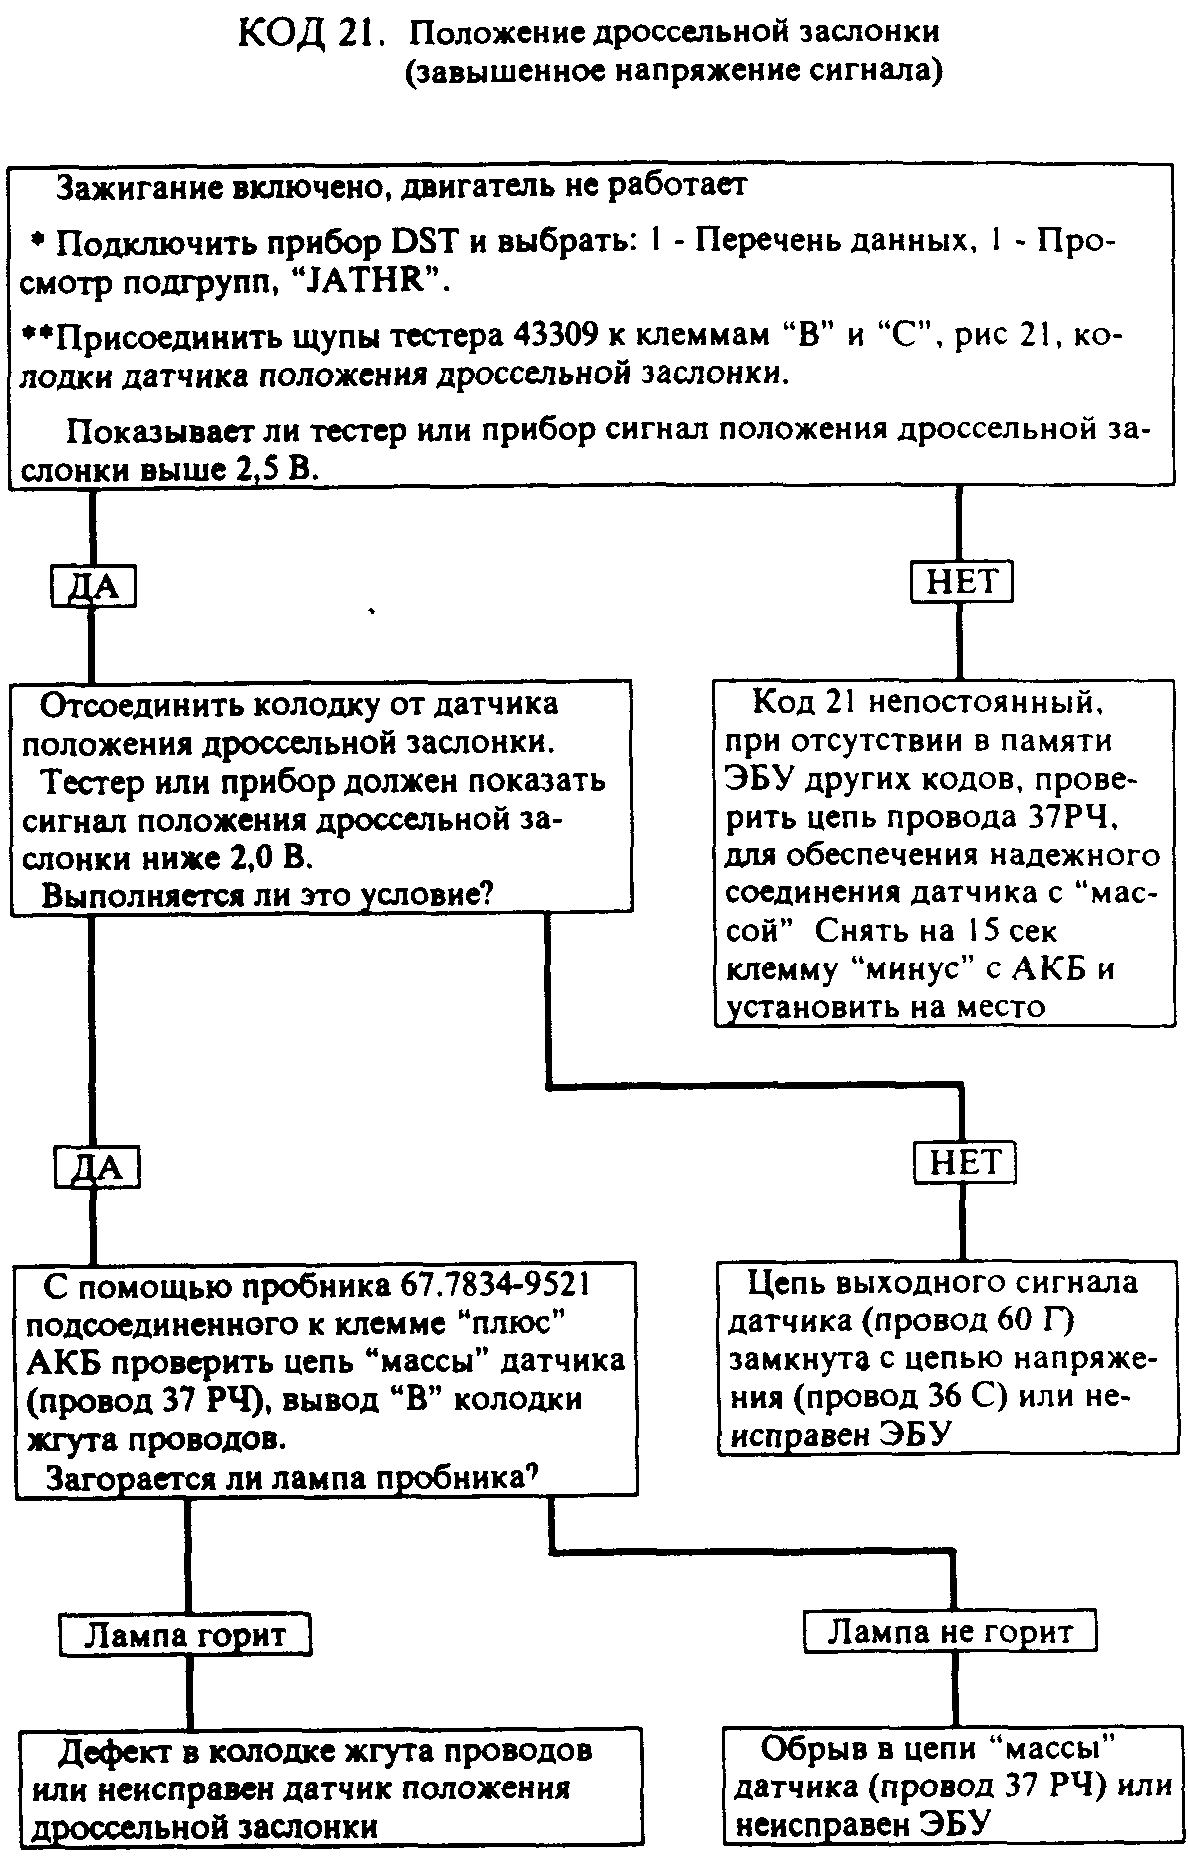 КОД 21. Положение дроссельной заслонки
(завышенное напряжение сигнала)
Зажигание включено, двигатель не работает
* Подключить прибор DST и выбрать: 1 - Перечень данных, 1 - Про-
смотр подгрупп, “JATHR”.
**Присоединить щупы тестера 43309 к клеммам “В” и “С”, рис 21, ко-
лодки датчика положения дроссельной заслонки.
Показывает ли тестер или прибор сигнал положения дроссельной за-
слонки выше 2,5 В.
ДА
НЕТ
Отсоединить колодку от датчика
положения дроссельной заслонки.
Тестер или прибор должен показать
сигнал положения дроссельной за-
слонки ниже 2,0 В.
Выполняется ли это условие?
Код 21 непостоянный,
при отсутствии в памяти
ЭБУ других кодов, прове-
рить цепь провода 37РЧ,
для обеспечения надежного
соединения датчика с “мас-
сой” Снять на 15 сек
клемму “минус” с АКБ и
установить на место
ДА
НЕТ
С помощью пробника 67.7834-9521
подсоединенного к клемме “плюс”
АКБ проверить цепь “массы” датчика
(провод 37 РЧ), вывод “В” колодки
жгута проводов.
Загорается ли лампа пробника?
Цепь выходного сигнала
датчика (провод 60 Г)
замкнута с цепью напряже-
ния (провод 36 С) или не-
исправен ЭБУ
Лампа горит
Лампа не горит
Дефект в колодке жгута проводов
или неисправен датчик положения
дроссельной заслонки
Обрыв в цепи “массы”
датчика (провод 37 РЧ) или
неисправен ЭБУ